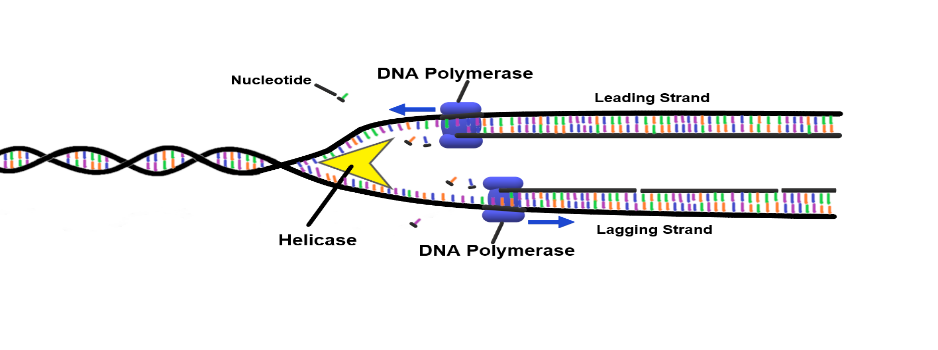 DNA Polymerase
Nucleotide
Leading Strand
Helicase
Lagging Strand
DNA Polymerase